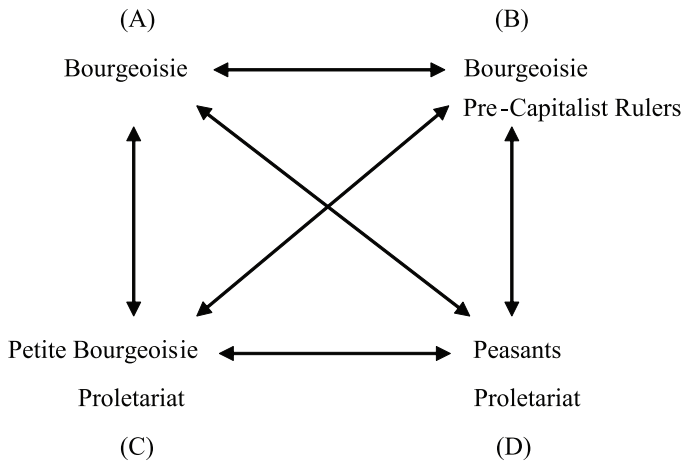 (A)
(B)
Bourgeoisie
Bourgeoisie
Pre-Capitalist Rulers
Petite Bourgeoisie
Peasants
Proletariat
Proletariat
(C)
(D)